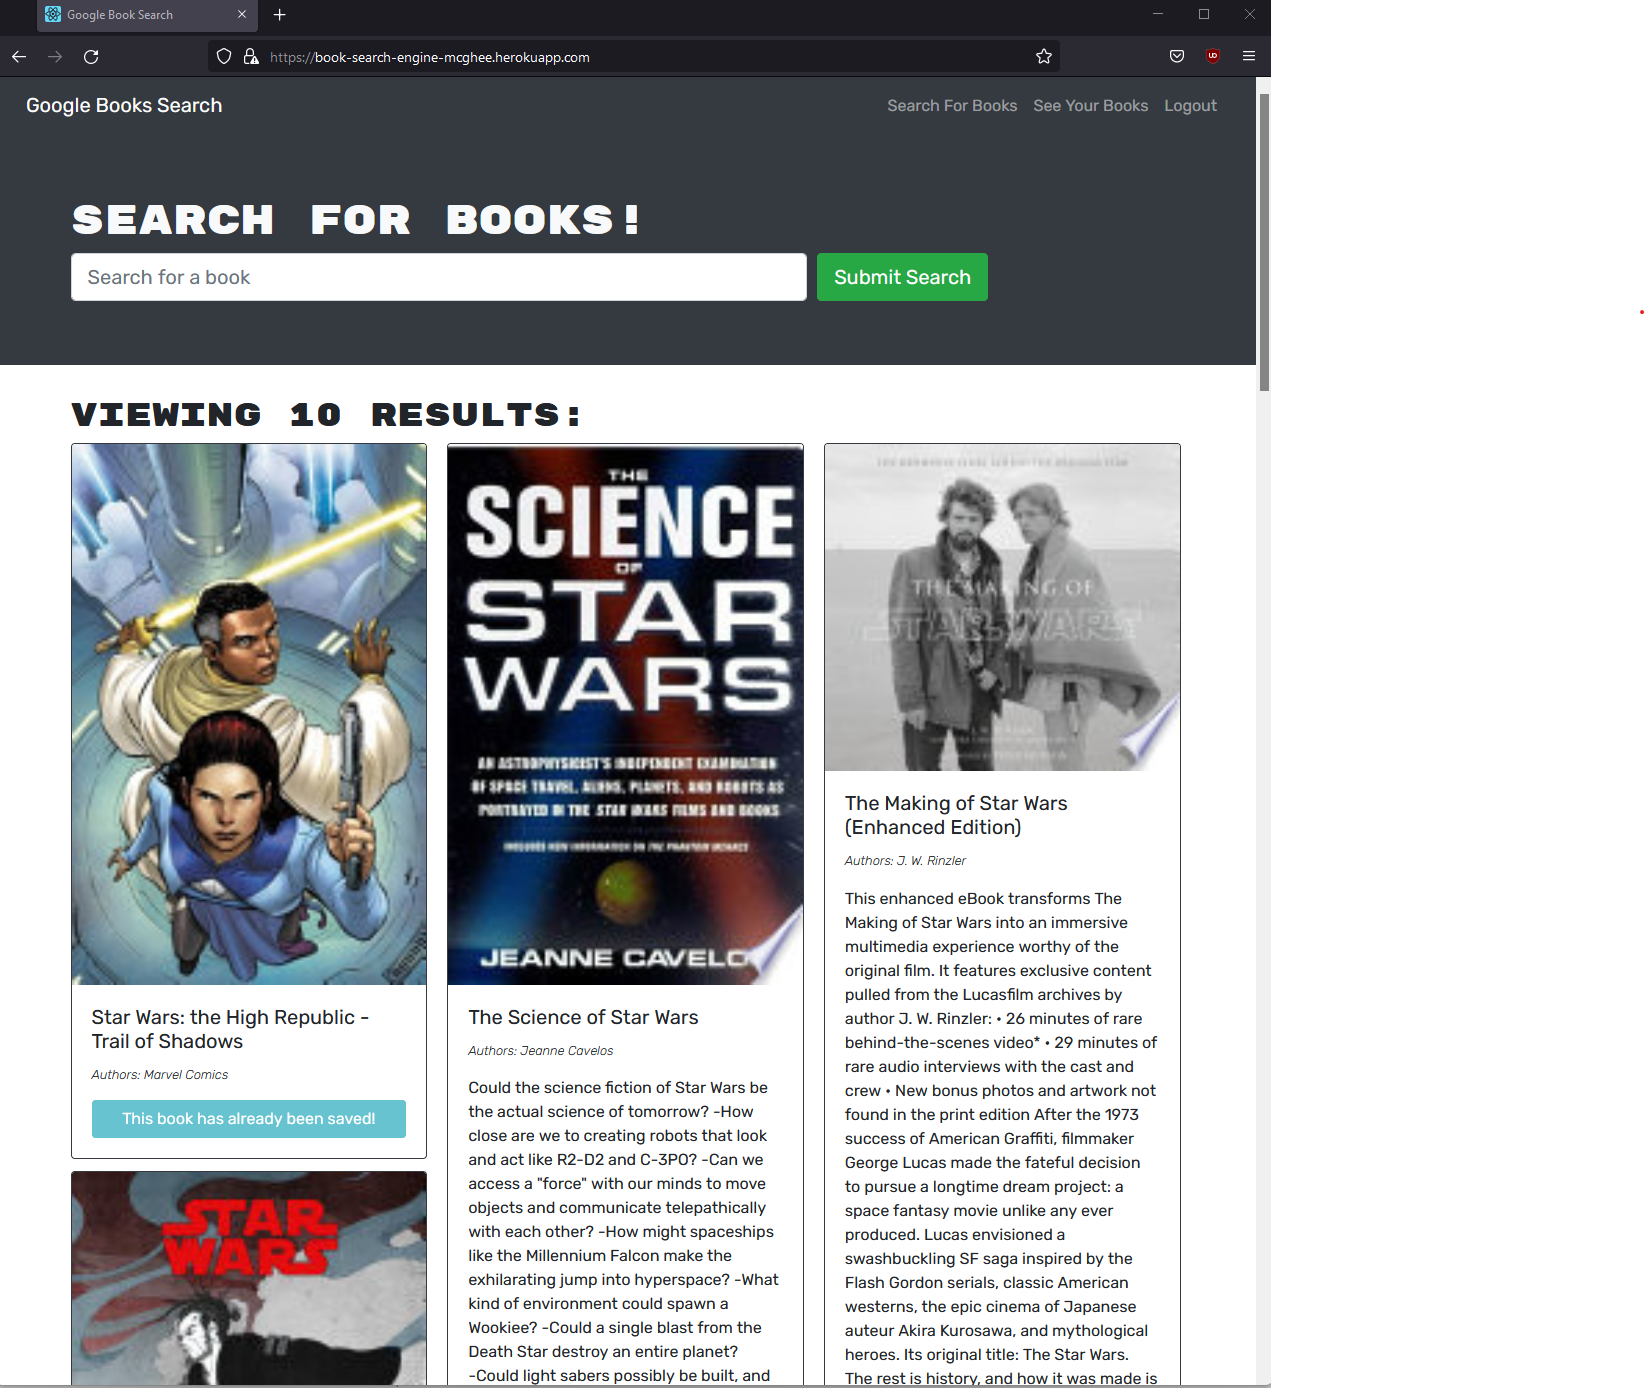 Google Book Search
https://book-search-engine-mcghee.herokuapp.com
Google Books Search
Search For Books
See Your Books
Logout
SEARCH FOR BOOKS!
Search for a book
Submit Search
VIEWING 10 RESULTS:
Star Wars: the High Republic -
Trail of Shadows
Authors: Marvel Comics
This book has already been saved!
STAR
WARS
THE
SCIENCE
OF
STAR
WARS
AN ASTROPHYSICIST'S INDEPENDENT EXAMINATION
OF SPACE TRAVEL, ALIENS, PLANETS, AND ROBOTS AS
PORTRAYED IN THE STAR WARS FILMS AND BOOKS
INCLUDES NEW INFORMATION ON THE PHANTOM MENACE
JEANNE CAVELO
The Science of Star Wars
Authors: Jeanne Cavelos
Could the science fiction of Star Wars be
the actual science of tomorrow? -How
close are we to creating robots that look
and act like R2-D2 and C-3PO? -Can we
access a "force" with our minds to move
objects and communicate telepathically
with each other? -How might spaceships
like the Millennium Falcon make the
exhilarating jump into hyperspace? -What
kind of environment could spawn a
Wookiee? -Could a single blast from the
Death Star destroy an entire planet?
-Could light sabers possibly be built, and
THE MAKING OF
STAR WARS
The Making of Star Wars
(Enhanced Edition)
Authors: J. W. Rinzler
This enhanced eBook transforms The
Making of Star Wars into an immersive
multimedia experience worthy of the
original film. It features exclusive content
pulled from the Lucasfilm archives by
author J. W. Rinzler: • 26 minutes of rare
behind-the-scenes video* • 29 minutes of
rare audio interviews with the cast and
crew • New bonus photos and artwork not
found in the print edition After the 1973
success of American Graffiti, filmmaker
George Lucas made the fateful decision
to pursue a longtime dream project: a
space fantasy movie unlike any ever
produced. Lucas envisioned a
swashbuckling SF saga inspired by the
Flash Gordon serials, classic American
westerns, the epic cinema of Japanese
auteur Akira Kurosawa, and mythological
heroes. Its original title: The Star Wars.
The rest is history, and how it was made is